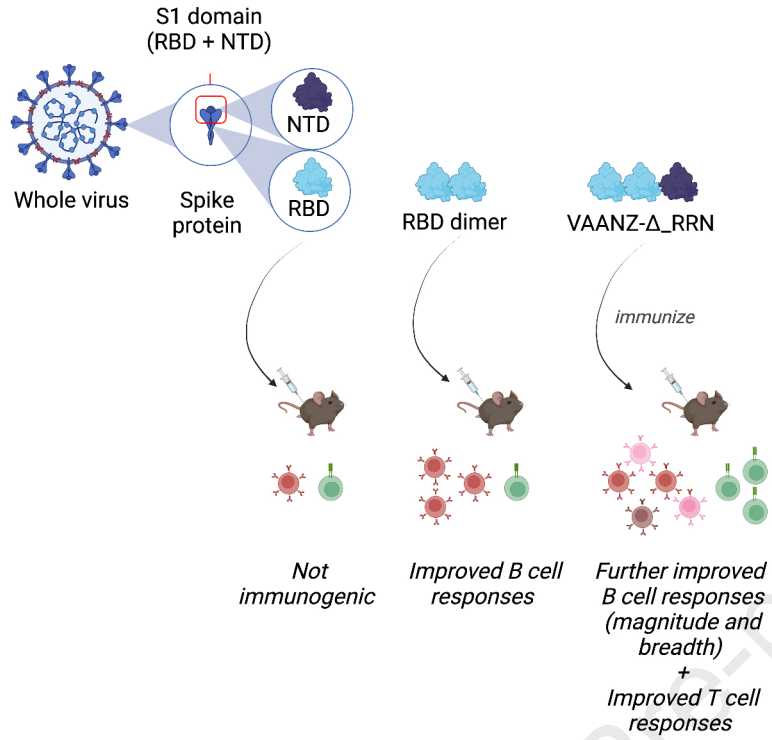 S1 domain
(RBD + NTD)
NTD
RBD
Whole virus
Spike
protein
RBD dimer
VAANZ-Δ_RRN
immunize
Not
immunogenic
Improved B cell
responses
Further improved
B cell responses
(magnitude and
breadth)
+
Improved T cell
responses